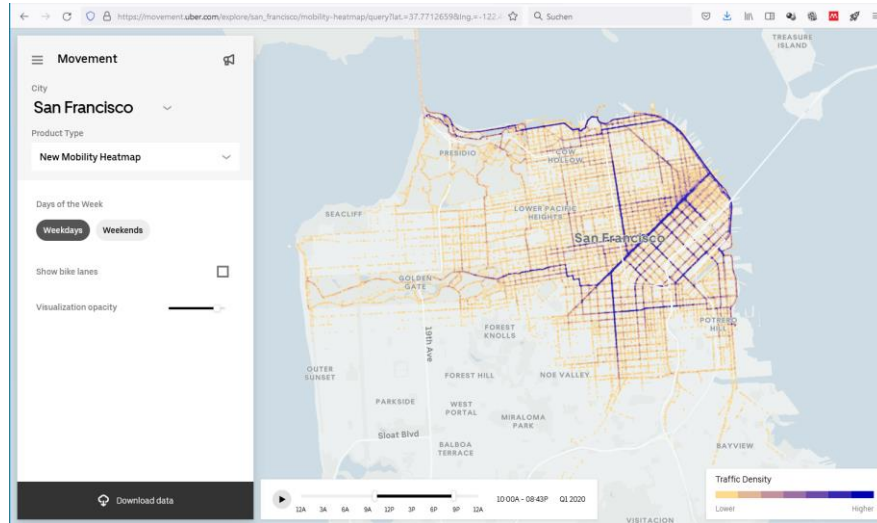 https://movement.uber.com/explore/san_francisco/mobility-heatmap/query?lat.=37.7712659&lng.=-122.
Suchen
Movement
City
San Francisco
Product Type
New Mobility Heatmap
Days of the Week
Weekdays Weekends
Show bike lanes
Visualization opacity
Download data
TREASURE
ISLAND
PRESIDIO
COW
HOLLOW
SEACLIFF
LOWER PACIFIC
HEIGHTS
San Francisco
GOLDEN
GATE
POTRERO
HILL
19th Ave
FOREST
KNOLLS
OUTER
SUNSET
FOREST HILL
NOE VALLEY
PARKSIDE
WEST
PORTAL
MIRALOMA
PARK
Sloat Blvd
BALBOA
TERRACE
BAYVIEW
VISITACION
12A 3A 6A 9A 12P 3P 6P 9P 12A
10:00A - 08:43P Q1 2020
Traffic Density
Lower Higher